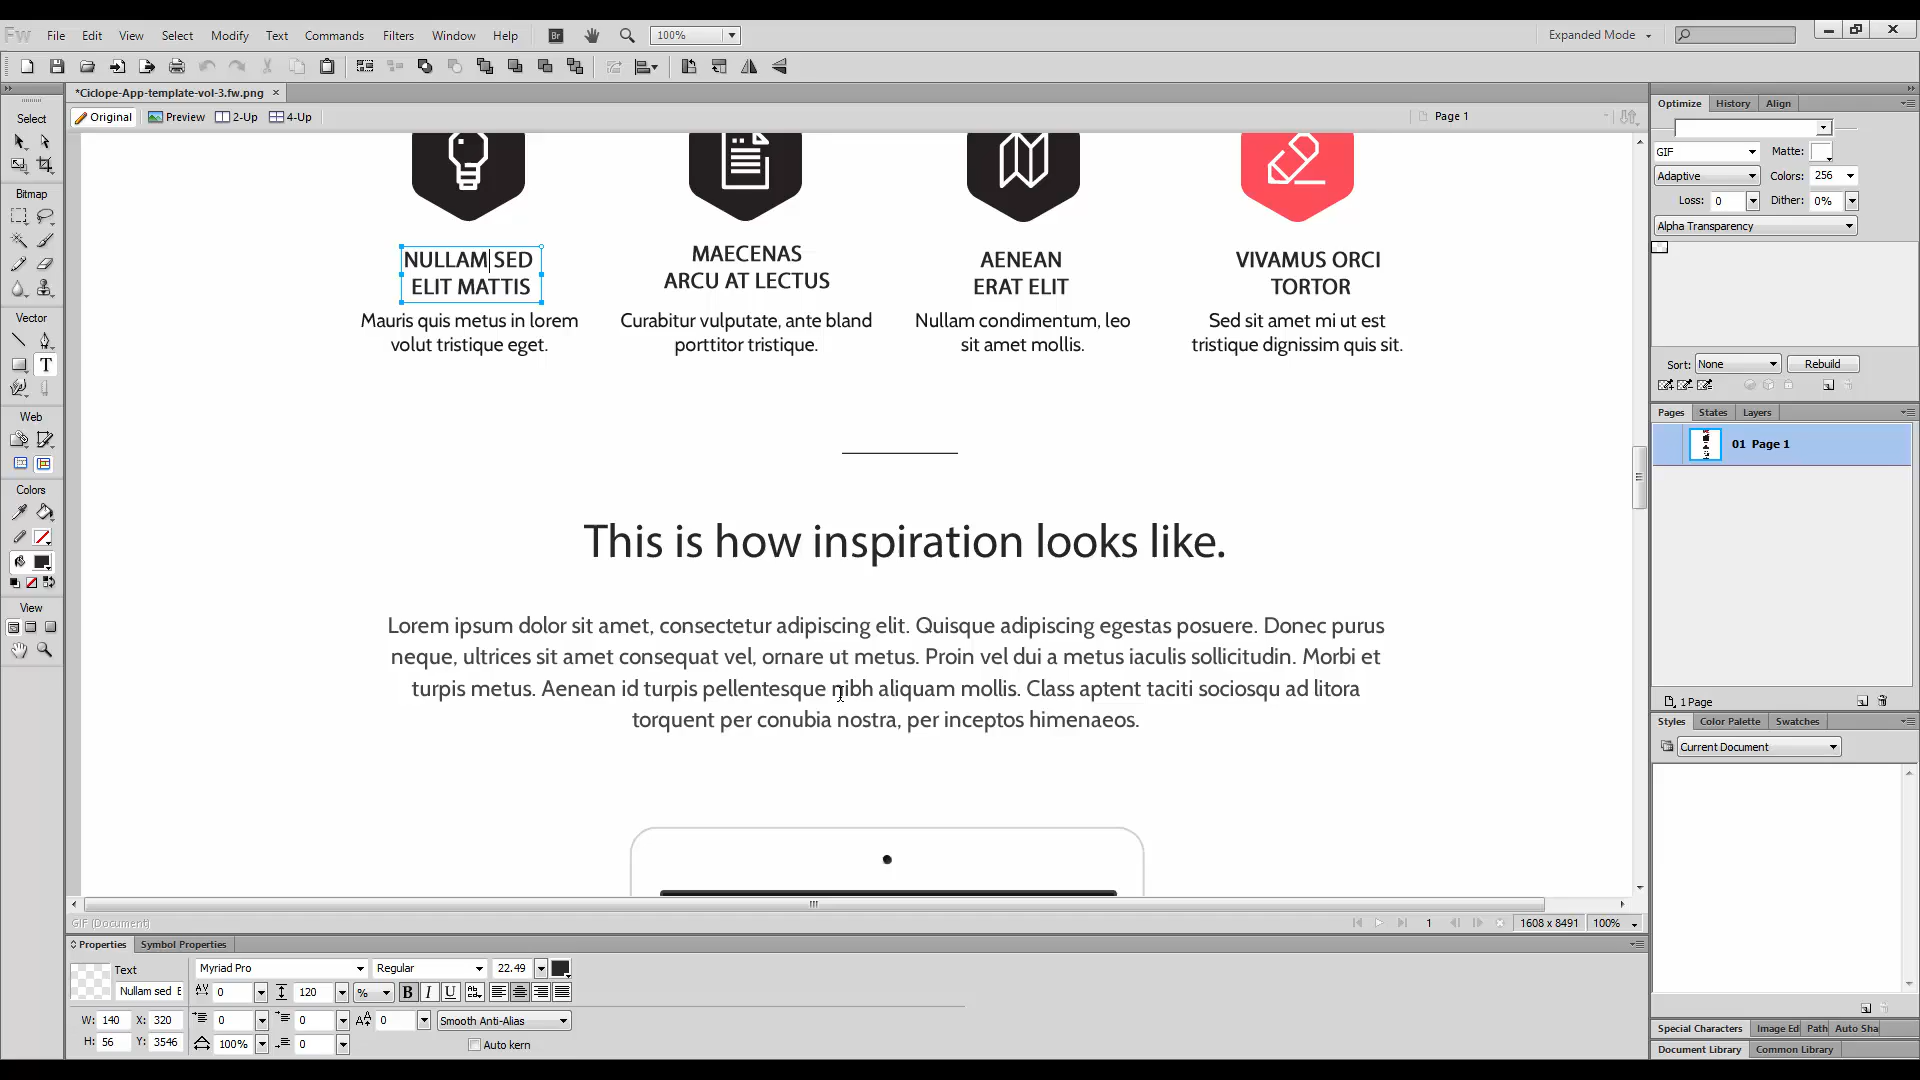 Fw File Edit View Select Modify Text Commands Filters Window Help Br 100% Expanded Mode
*Ciclope-App-template-vol-3.fw.png
Original Preview 2-Up 4-Up Page 1
Select
Bitmap
Vector
Web
Colors
View
NULLAM SED
ELIT MATTIS
Mauris quis metus in lorem
volut tristique eget.
MAECENAS
ARCU AT LECTUS
Curabitur vulputate, ante bland
porttitor tristique.
AENEAN
ERAT ELIT
Nullam condimentum, leo
sit amet mollis.
VIVAMUS ORCI
TORTOR
Sed sit amet mi ut est
tristique dignissim quis sit.
This is how inspiration looks like.
Lorem ipsum dolor sit amet, consectetur adipiscing elit. Quisque adipiscing egestas posuere. Donec purus
neque, ultrices sit amet consequat vel, ornare ut metus. Proin vel dui a metus iaculis sollicitudin. Morbi et
turpis metus. Aenean id turpis pellentesque nibh aliquam mollis. Class aptent taciti sociosqu ad litora
torquent per conubia nostra, per inceptos himenaeos.
GIF (Document) 1 1608 x 8491 100%
Properties Symbol Properties
Text Myriad Pro Regular 22.49
Nullam sed E 0 120 % B I U
W: 140 X: 320 0 0 0 Smooth Anti-Alias
H: 56 Y: 3546 100% 0 Auto kern
Optimize History Align
GIF Matte:
Adaptive Colors: 256
Loss: 0 Dither: 0%
Alpha Transparency
Sort: None Rebuild
Pages States Layers
01 Page 1
1 Page
Styles Color Palette Swatches
Current Document
Special Characters Image Ed Path Auto Sha
Document Library Common Library